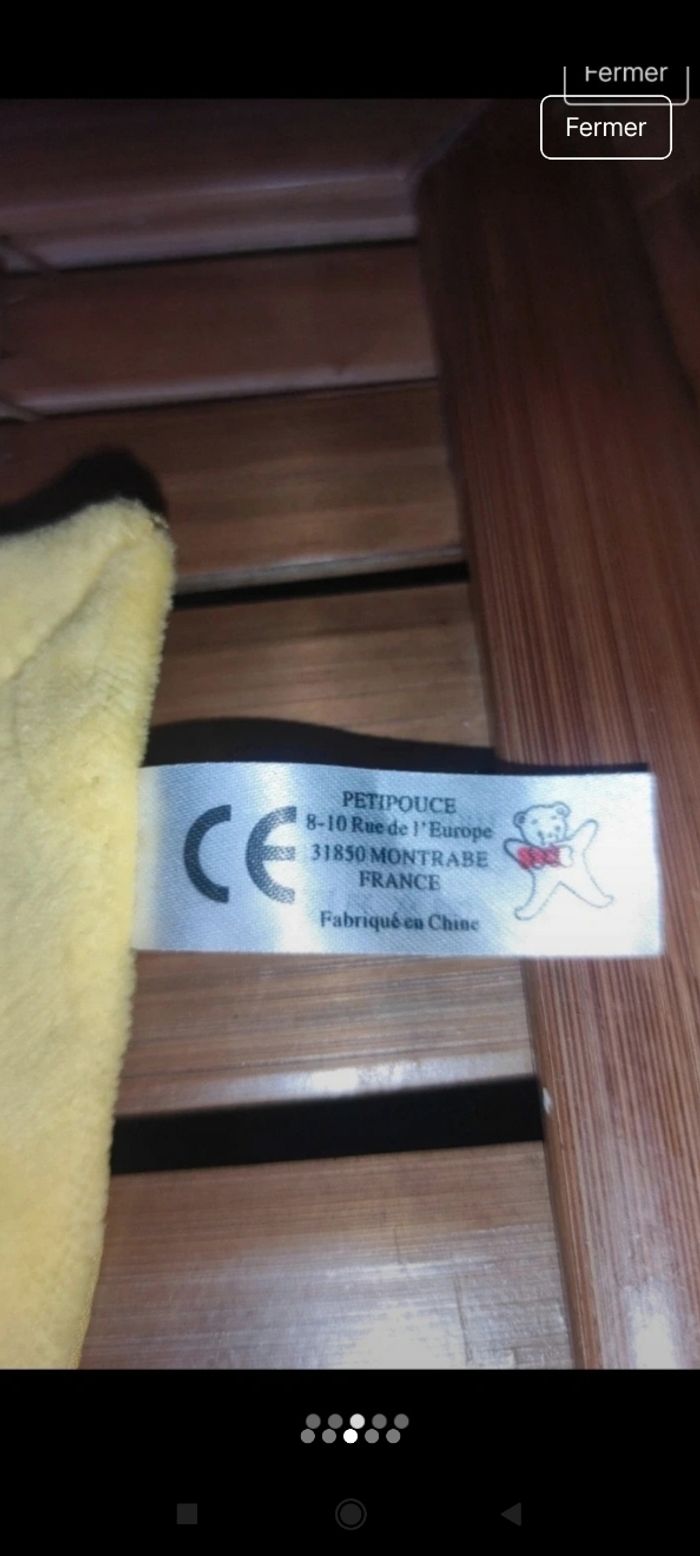 Fermer
Fermer
CE
PETIPOUCE
8-10 Rue de l'Europe
31850 MONTRABE
FRANCE
Fabriqué en Chine